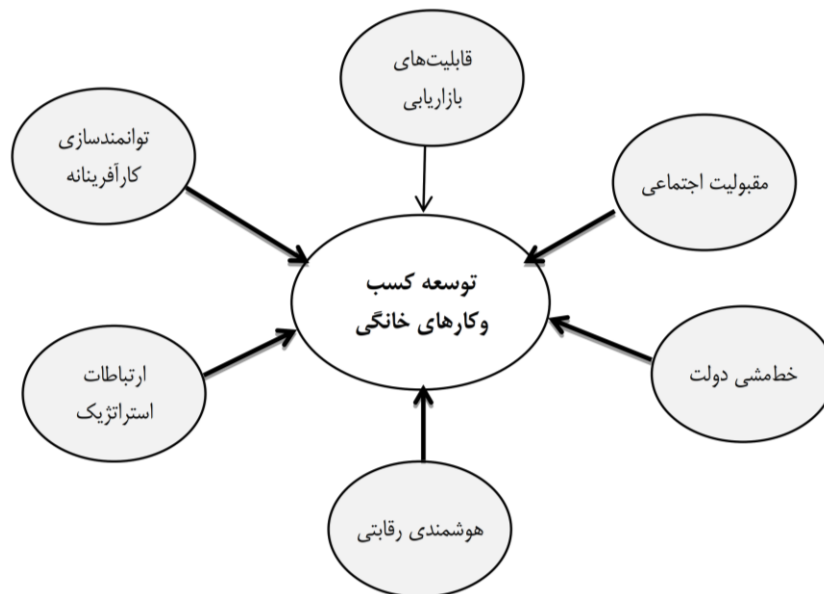 قابلیت‌های
بازاریابی
توانمندسازی
کارآفرینانه
مقبولیت اجتماعی
توسعه کسب
وکارهای خانگی
ارتباطات
استراتژیک
خط‌مشی دولت
هوشمندی رقابتی